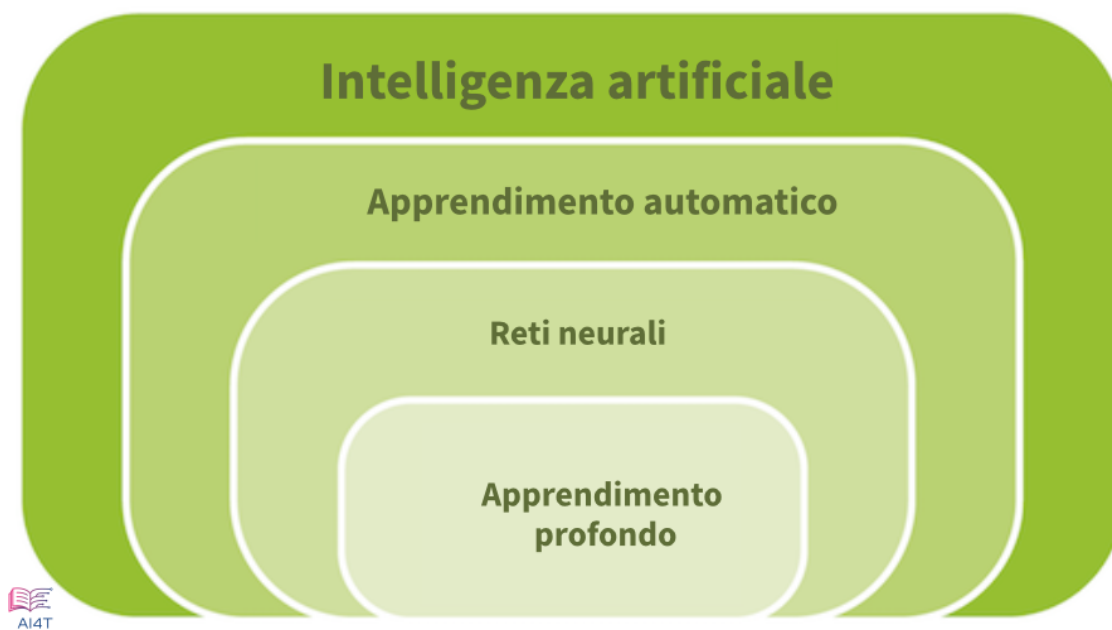 Intelligenza artificiale
Apprendimento automatico
Reti neurali
Apprendimento
profondo
AI4T